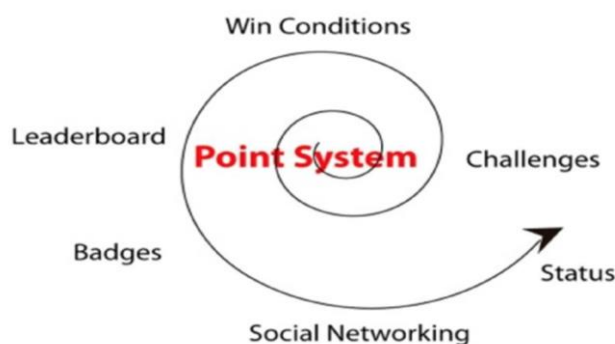 Win Conditions
Leaderboard
Point System
Challenges
Badges
Status
Social Networking